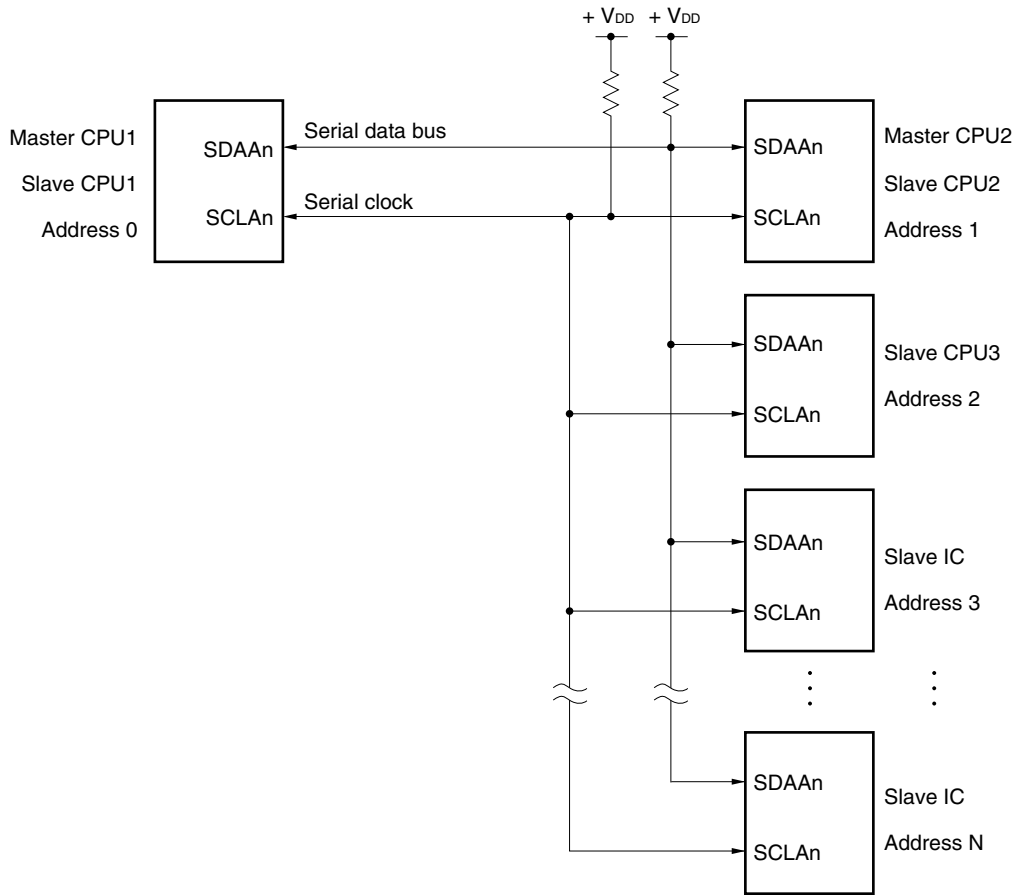 + VDD
+ VDD
Master CPU1
Slave CPU1
Address 0
SDAAn
SCLAn
Serial data bus
Serial clock
SDAAn
SCLAn
Master CPU2
Slave CPU2
Address 1
SDAAn
SCLAn
Slave CPU3
Address 2
SDAAn
SCLAn
Slave IC
Address 3
SDAAn
SCLAn
Slave IC
Address N